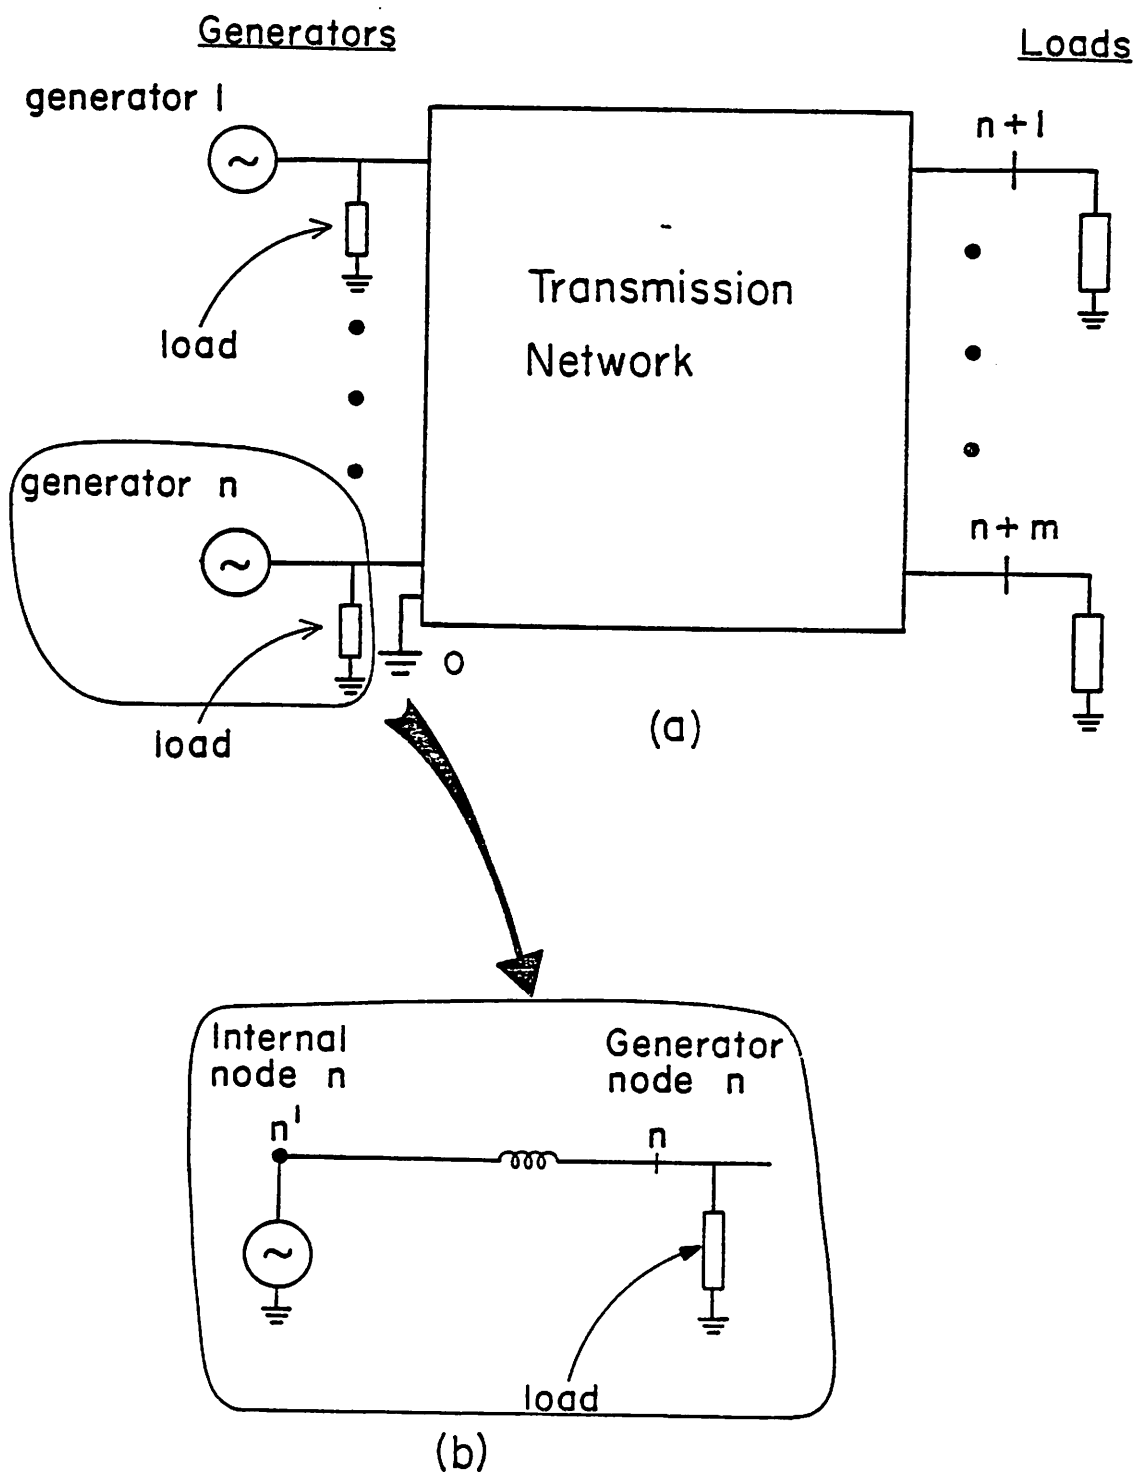 Generators
Loads
generator 1
n + 1
load
Transmission
Network
generator n
n + m
load
0
(a)
Internal
node n
n'
Generator
node n
n
load
(b)